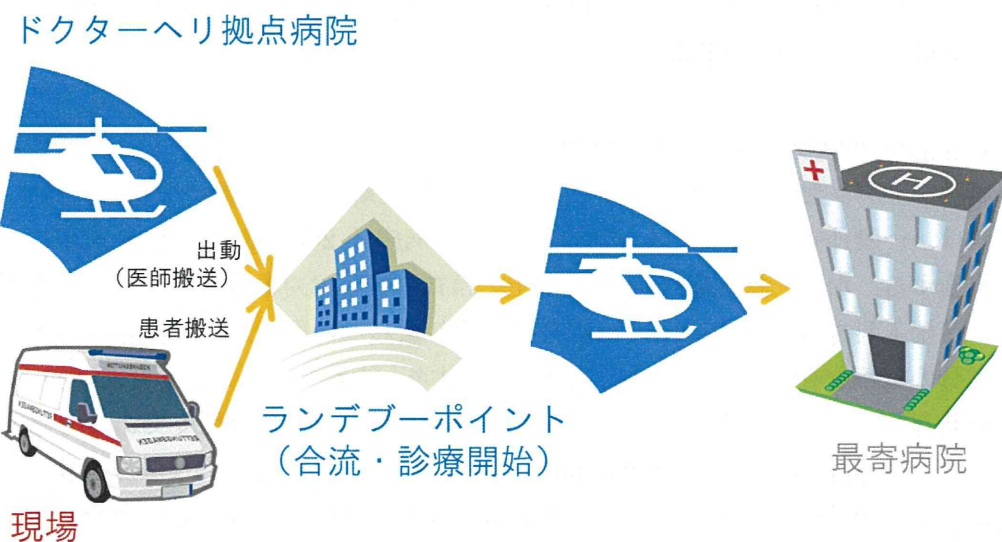 ドクターヘリ拠点病院
出動
（医師搬送）
患者搬送
ランデブーポイント
（合流・診療開始）
現場
H
最寄病院